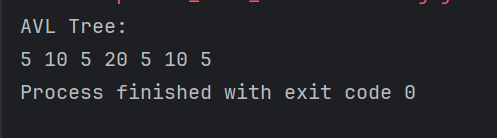 AVL Tree:
5 10 5 20 5 10 5
Process finished with exit code 0